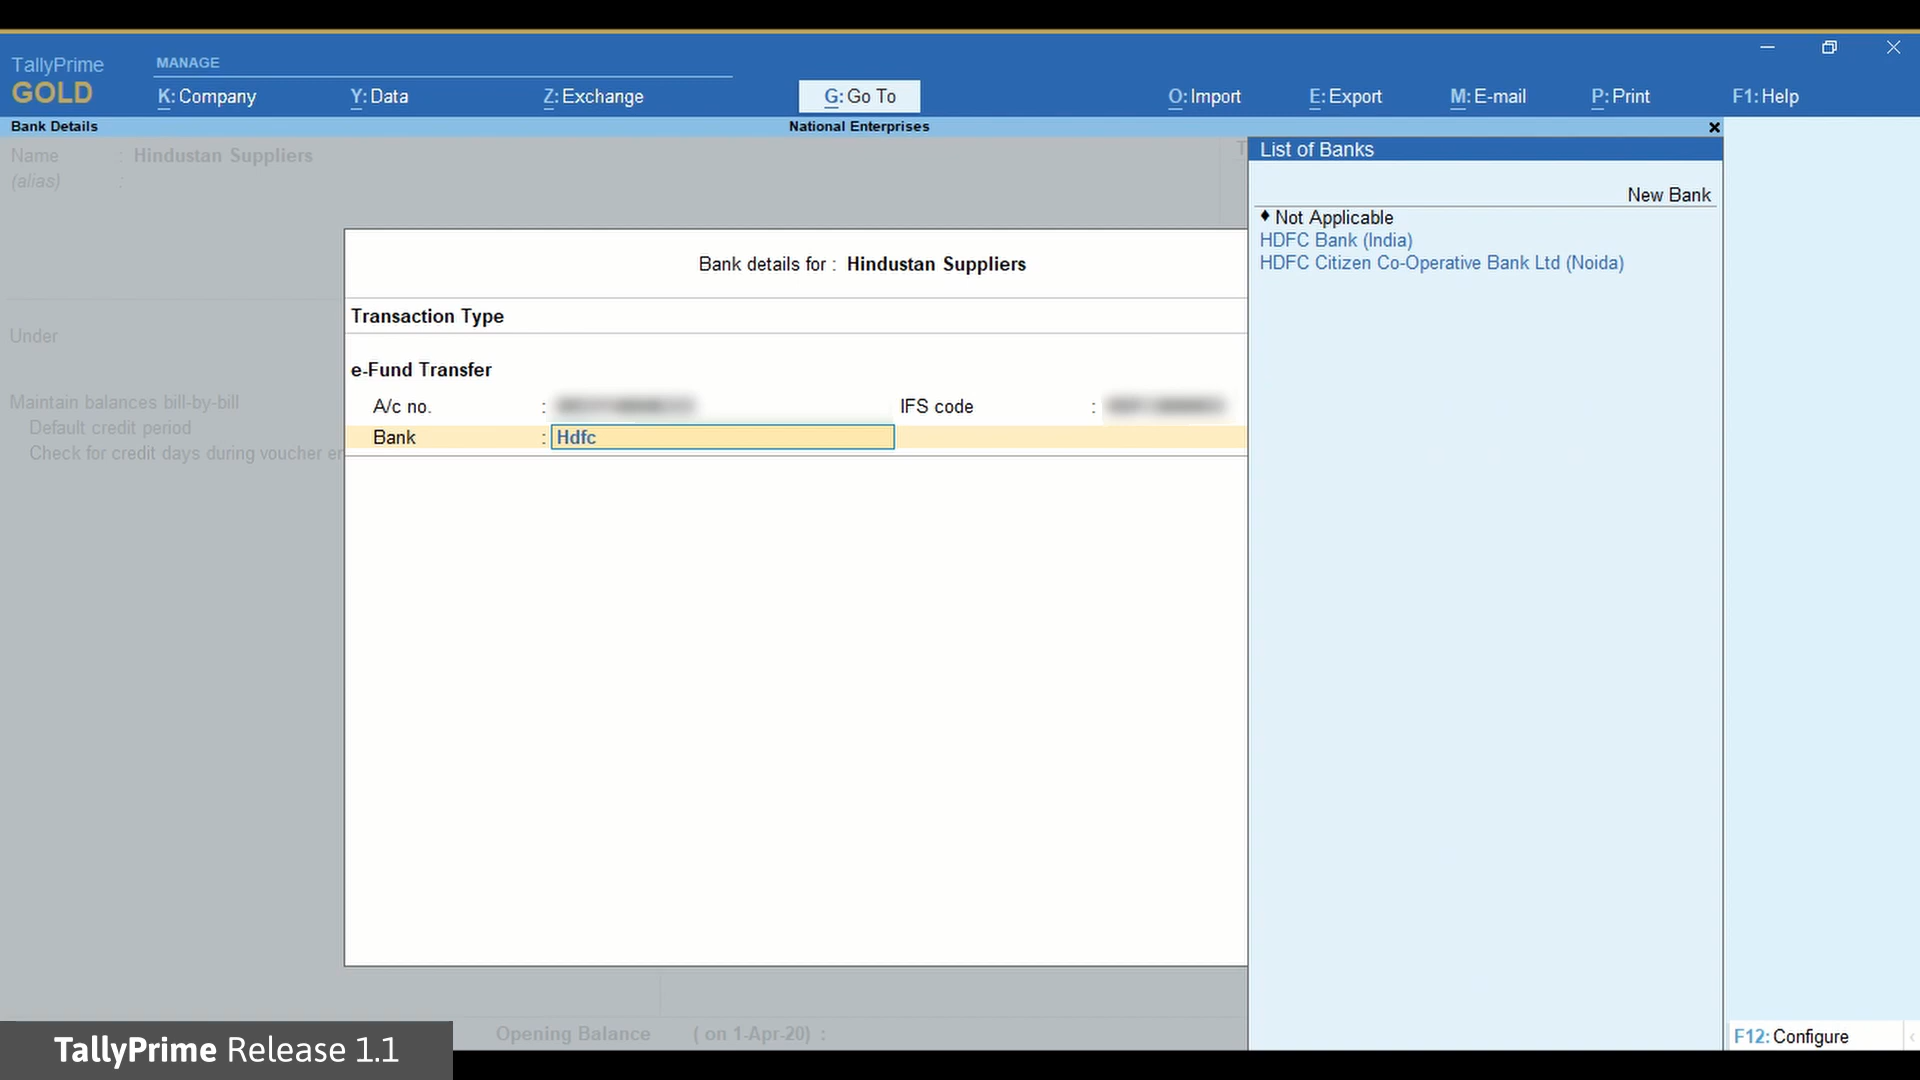 TallyPrime
GOLD
MANAGE
K: Company
Y: Data
Z: Exchange
G: Go To
O: Import
E: Export
M: E-mail
P: Print
F1: Help
Bank Details
National Enterprises
Name : Hindustan Suppliers
(alias) :
List of Banks
New Bank
♦ Not Applicable
HDFC Bank (India)
HDFC Citizen Co-Operative Bank Ltd (Noida)
Bank details for : Hindustan Suppliers
Transaction Type
Under
e-Fund Transfer
Maintain balances bill-by-bill
Default credit period
Check for credit days during voucher en
A/c no. :
IFS code :
Bank : Hdfc
Opening Balance ( on 1-Apr-20) :
F12: Configure
TallyPrime Release 1.1